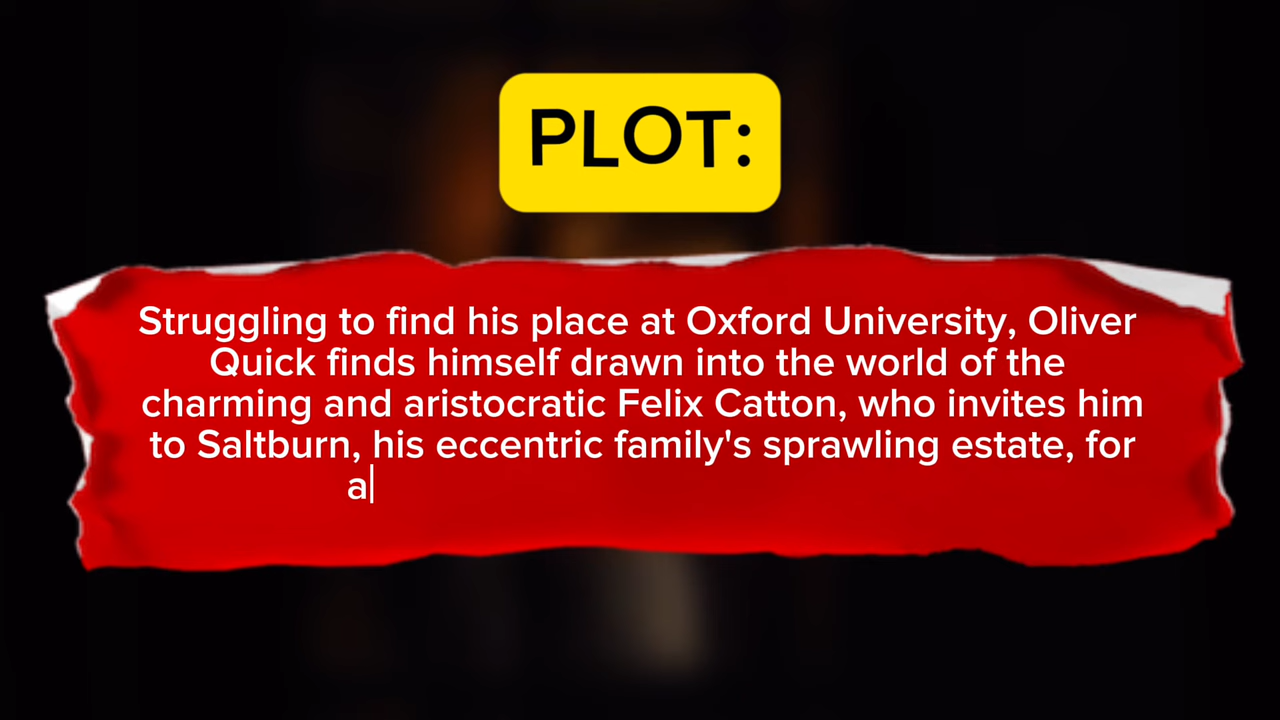 PLOT:
Struggling to find his place at Oxford University, Oliver
Quick finds himself drawn into the world of the
charming and aristocratic Felix Catton, who invites him
to Saltburn, his eccentric family's sprawling estate, for
a